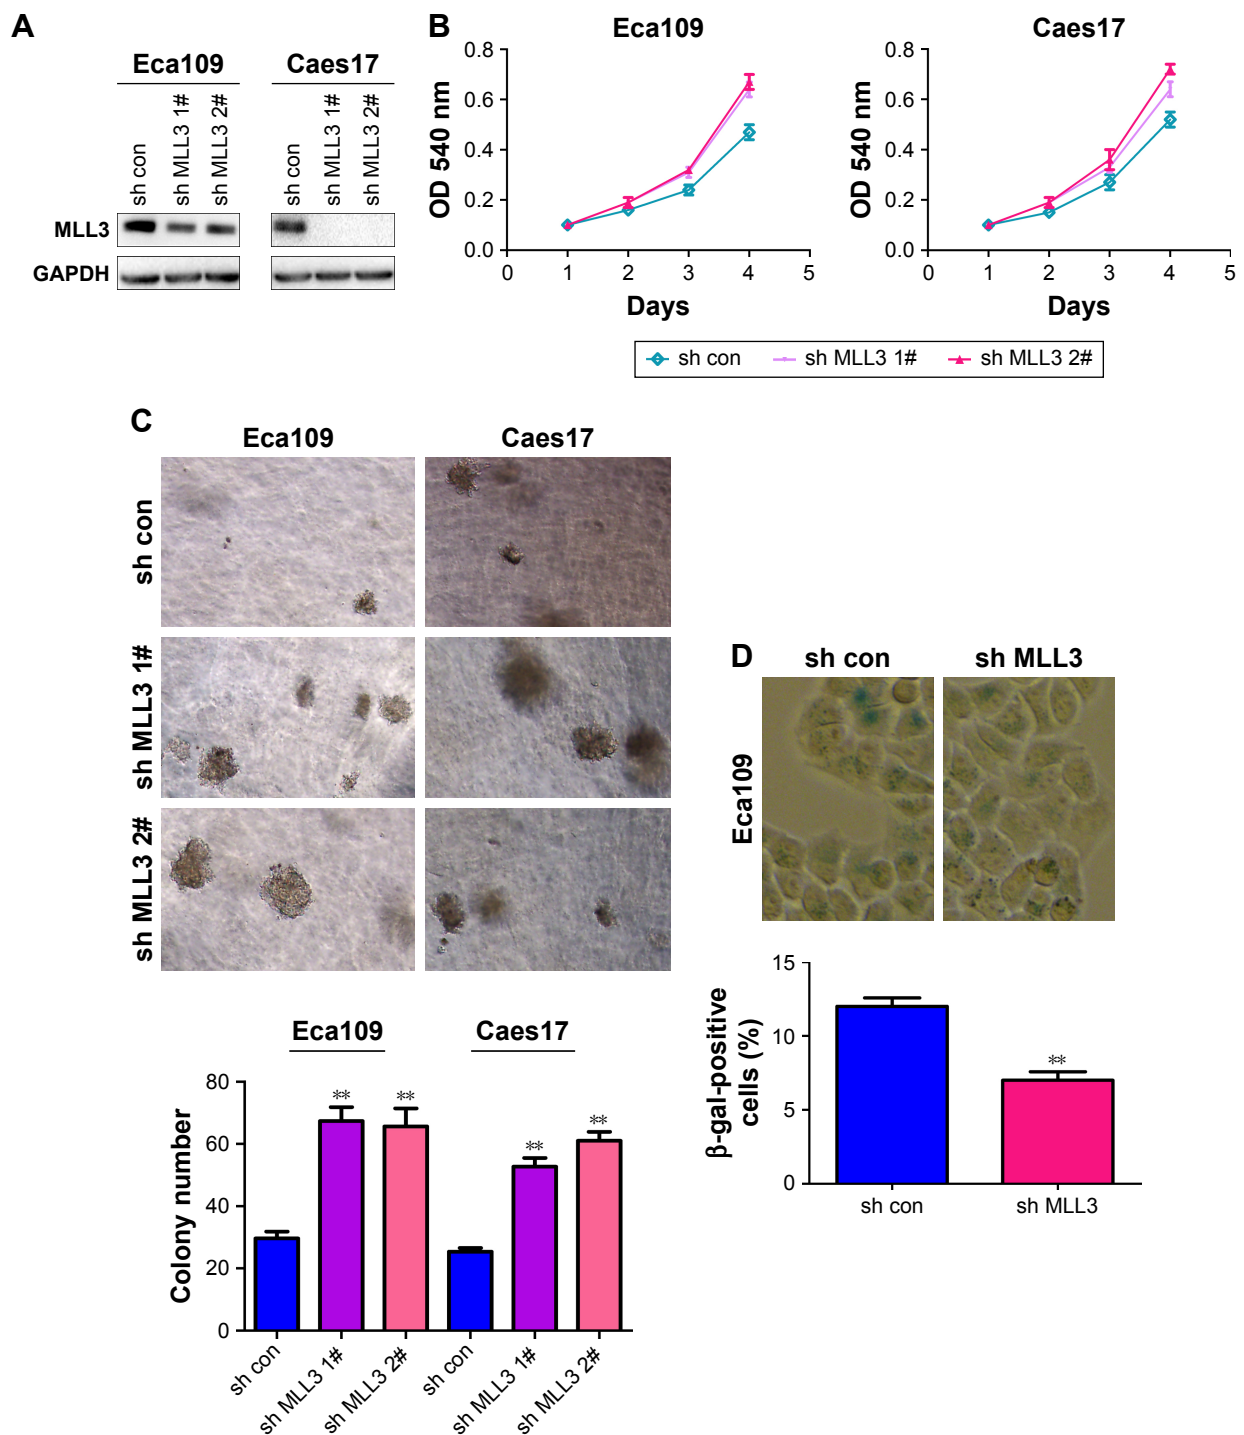 A
Eca109
Caes17
sh con
sh MLL3 1#
sh MLL3 2#
sh con
sh MLL3 1#
sh MLL3 2#
MLL3
GAPDH
B
Eca109
Caes17
OD 540 nm
0.8
0.6
0.4
0.2
0.0
0 1 2 3 4 5
Days
OD 540 nm
0.8
0.6
0.4
0.2
0.0
0 1 2 3 4 5
Days
sh con sh MLL3 1# sh MLL3 2#
C
Eca109
Caes17
sh con
sh MLL3 1#
sh MLL3 2#
Eca109
Caes17
Colony number
80
60
40
20
0
**
**
**
**
sh con
sh MLL3 1#
sh MLL3 2#
sh con
sh MLL3 1#
sh MLL3 2#
D
sh con
sh MLL3
Eca109
β-gal-positive
cells (%)
15
10
5
0
**
sh con
sh MLL3